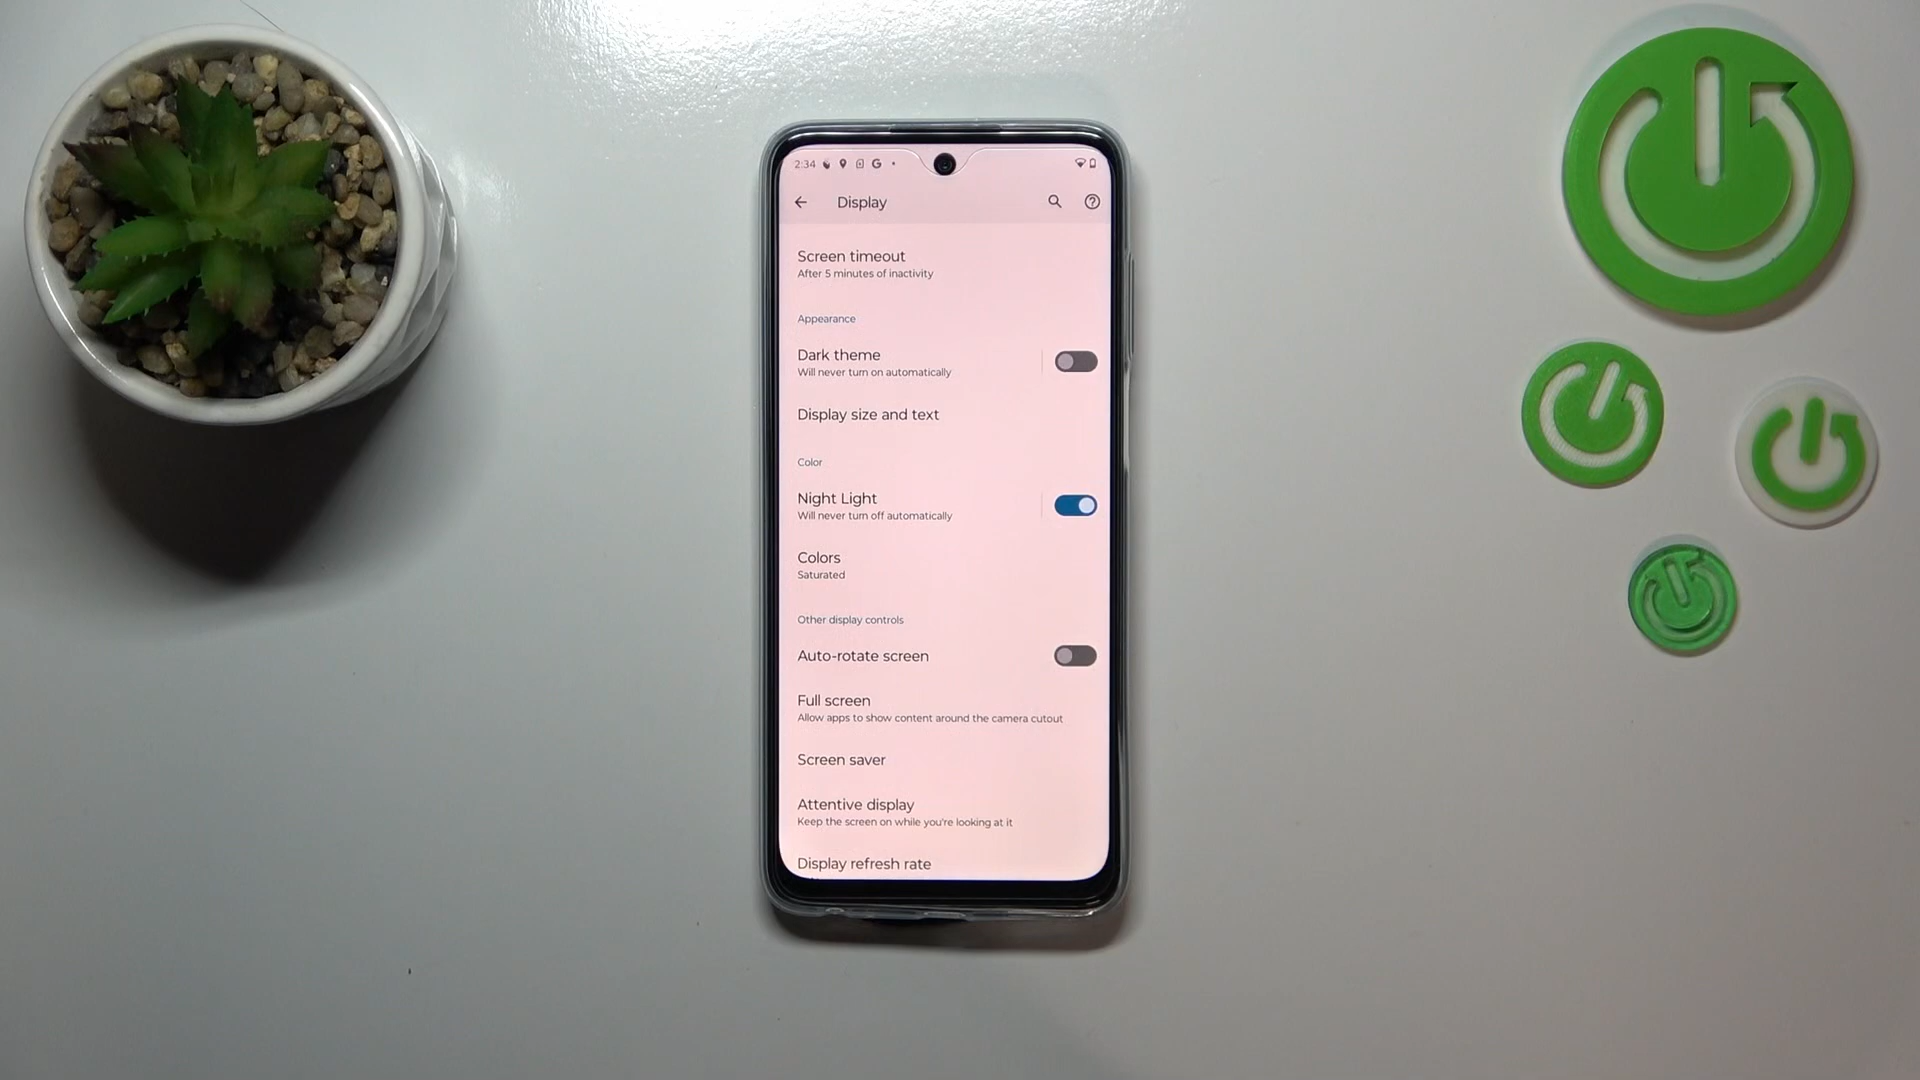 2:34
Display
Screen timeout
After 5 minutes of inactivity
Appearance
Dark theme
Will never turn on automatically
Display size and text
Color
Night Light
Will never turn off automatically
Colors
Saturated
Other display controls
Auto-rotate screen
Full screen
Allow apps to show content around the camera cutout
Screen saver
Attentive display
Keep the screen on while you're looking at it
Display refresh rate